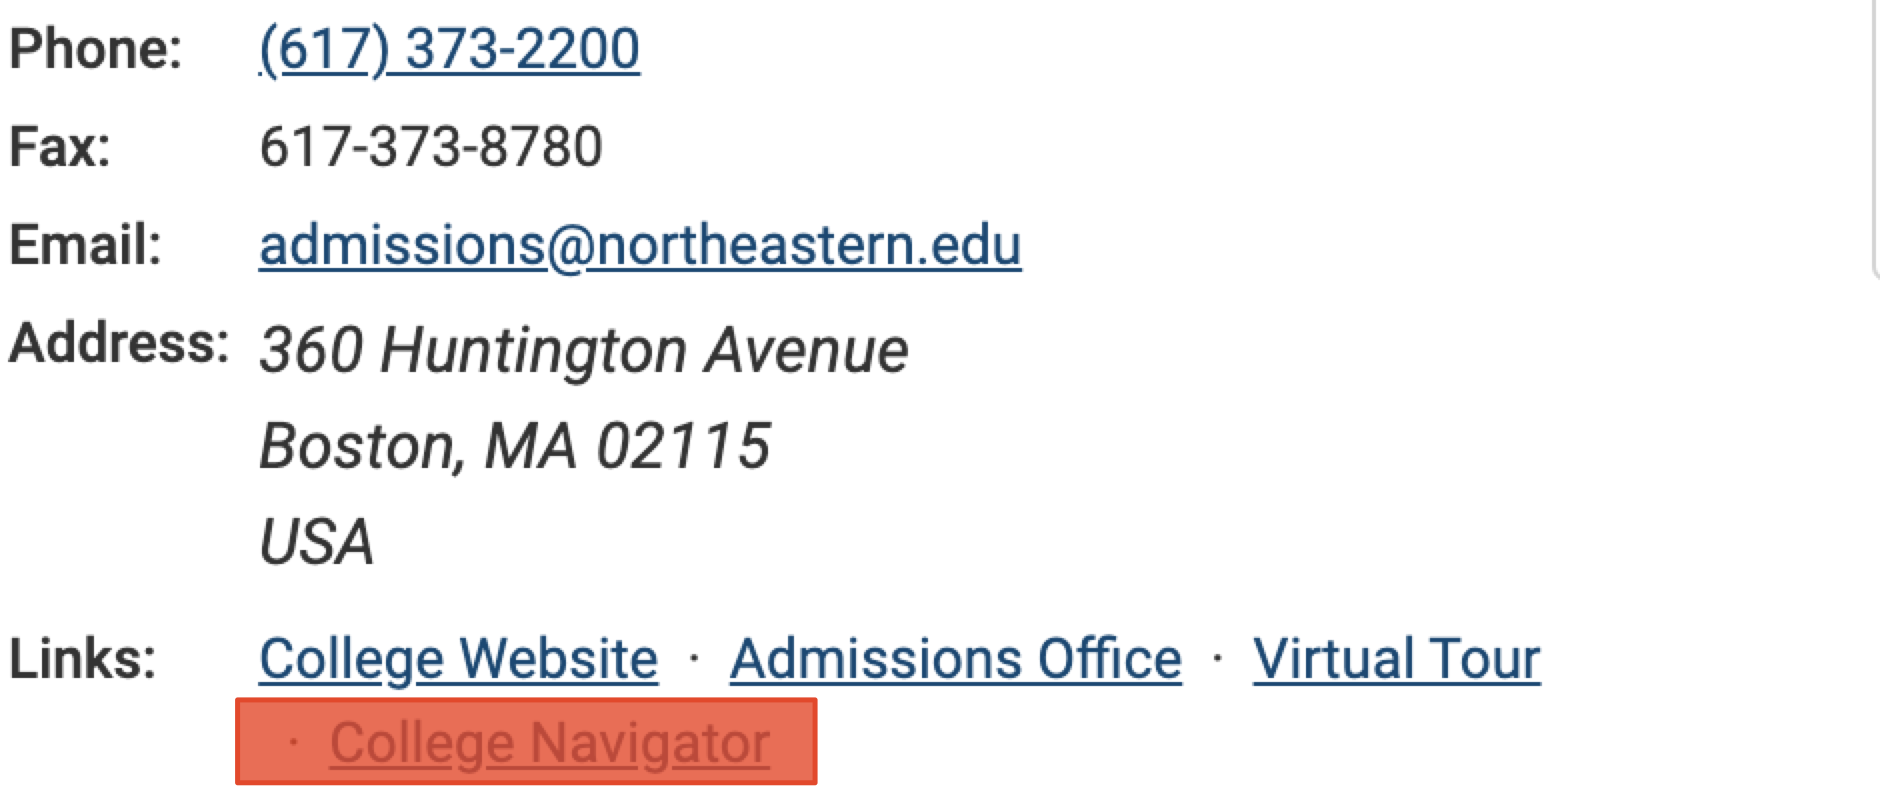 Phone: (617) 373-2200
Fax: 617-373-8780
Email: admissions@northeastern.edu
Address: 360 Huntington Avenue
Boston, MA 02115
USA
Links: College Website · Admissions Office · Virtual Tour
· College Navigator